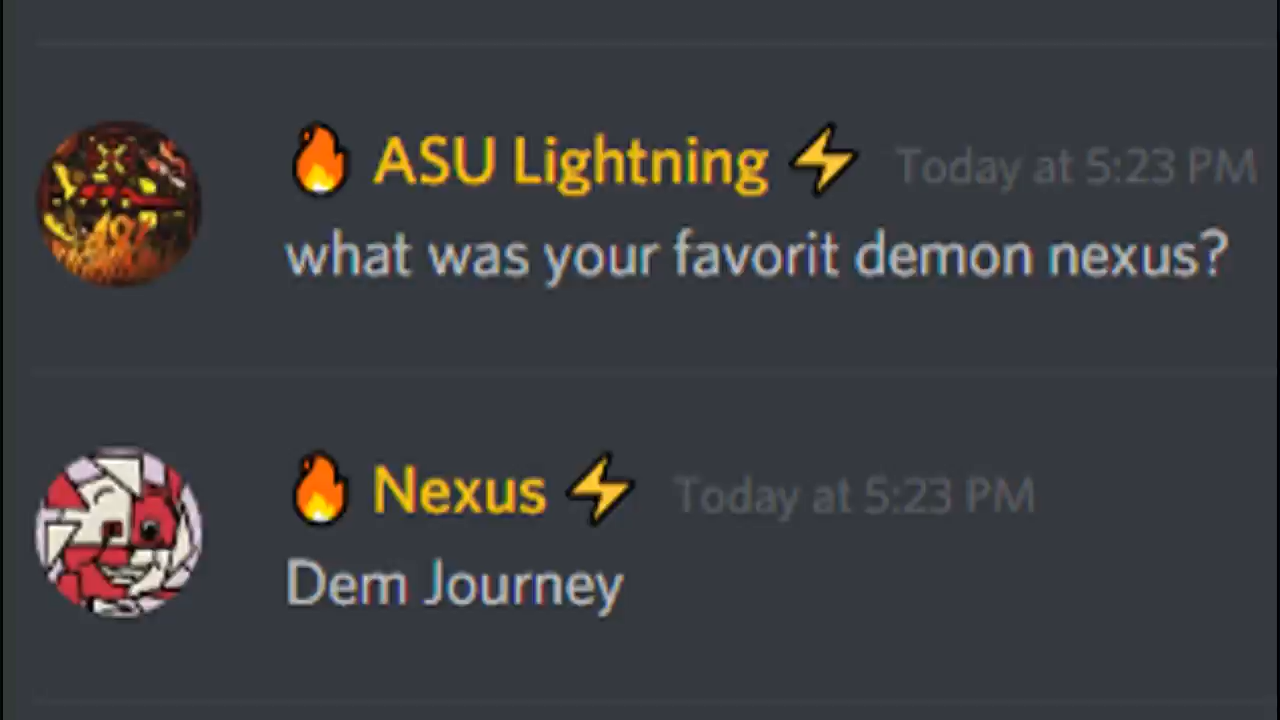 🔥 ASU Lightning ⚡ Today at 5:23 PM
what was your favorit demon nexus?
🔥 Nexus ⚡ Today at 5:23 PM
Dem Journey